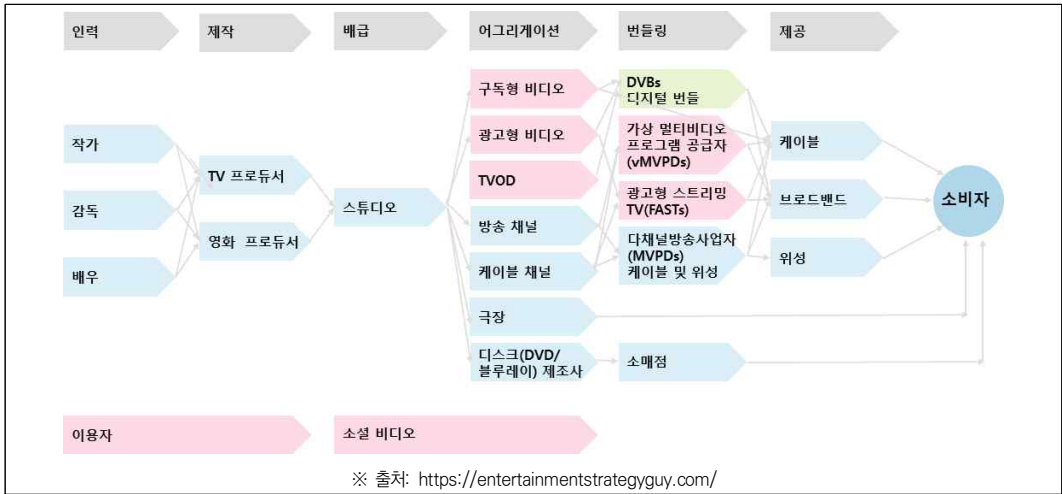 인력
제작
배급
어그리게이션
번들링
제공
작가
감독
배우
TV 프로듀서
영화 프로듀서
스튜디오
구독형 비디오
광고형 비디오
TVOD
방송 채널
케이블 채널
극장
디스크(DVD/
블루레이) 제조사
DVBs
디지털 번들
가상 멀티비디오
프로그램 공급자
(vMVPDs)
광고형 스트리밍
TV(FASTs)
다채널방송사업자
(MVPDs)
케이블 및 위성
소매점
케이블
브로드밴드
위성
소비자
이용자
소셜 비디오
※ 출처: https://entertainmentstrategyguy.com/